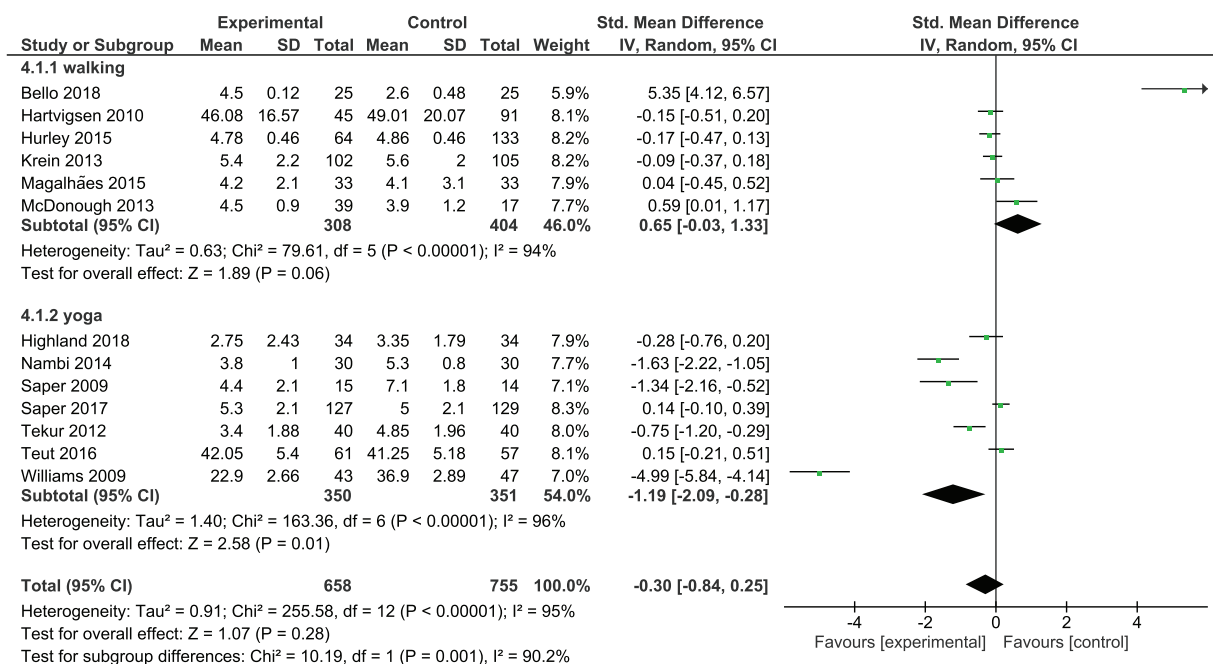 Experimental Control Std. Mean Difference Std. Mean Difference
Study or Subgroup Mean SD Total Mean SD Total Weight IV, Random, 95% CI IV, Random, 95% CI
4.1.1 walking
Bello 2018 4.5 0.12 25 2.6 0.48 25 5.9% 5.35 [4.12, 6.57]
Hartvigsen 2010 46.08 16.57 45 49.01 20.07 91 8.1% -0.15 [-0.51, 0.20]
Hurley 2015 4.78 0.46 64 4.86 0.46 133 8.2% -0.17 [-0.47, 0.13]
Krein 2013 5.4 2.2 102 5.6 2 105 8.2% -0.09 [-0.37, 0.18]
Magalhães 2015 4.2 2.1 33 4.1 3.1 33 7.9% 0.04 [-0.45, 0.52]
McDonough 2013 4.5 0.9 39 3.9 1.2 17 7.7% 0.59 [0.01, 1.17]
Subtotal (95% CI) 308 404 46.0% 0.65 [-0.03, 1.33]
Heterogeneity: Tau² = 0.63; Chi² = 79.61, df = 5 (P < 0.00001); I² = 94%
Test for overall effect: Z = 1.89 (P = 0.06)
4.1.2 yoga
Highland 2018 2.75 2.43 34 3.35 1.79 34 7.9% -0.28 [-0.76, 0.20]
Nambi 2014 3.8 1 30 5.3 0.8 30 7.7% -1.63 [-2.22, -1.05]
Saper 2009 4.4 2.1 15 7.1 1.8 14 7.1% -1.34 [-2.16, -0.52]
Saper 2017 5.3 2.1 127 5 2.1 129 8.3% 0.14 [-0.10, 0.39]
Tekur 2012 3.4 1.88 40 4.85 1.96 40 8.0% -0.75 [-1.20, -0.29]
Teut 2016 42.05 5.4 61 41.25 5.18 57 8.1% 0.15 [-0.21, 0.51]
Williams 2009 22.9 2.66 43 36.9 2.89 47 7.0% -4.99 [-5.84, -4.14]
Subtotal (95% CI) 350 351 54.0% -1.19 [-2.09, -0.28]
Heterogeneity: Tau² = 1.40; Chi² = 163.36, df = 6 (P < 0.00001); I² = 96%
Test for overall effect: Z = 2.58 (P = 0.01)
Total (95% CI) 658 755 100.0% -0.30 [-0.84, 0.25]
Heterogeneity: Tau² = 0.91; Chi² = 255.58, df = 12 (P < 0.00001); I² = 95%
Test for overall effect: Z = 1.07 (P = 0.28)
Test for subgroup differences: Chi² = 10.19, df = 1 (P = 0.001), I² = 90.2%
-4 -2 0 2 4
Favours [experimental] Favours [control]